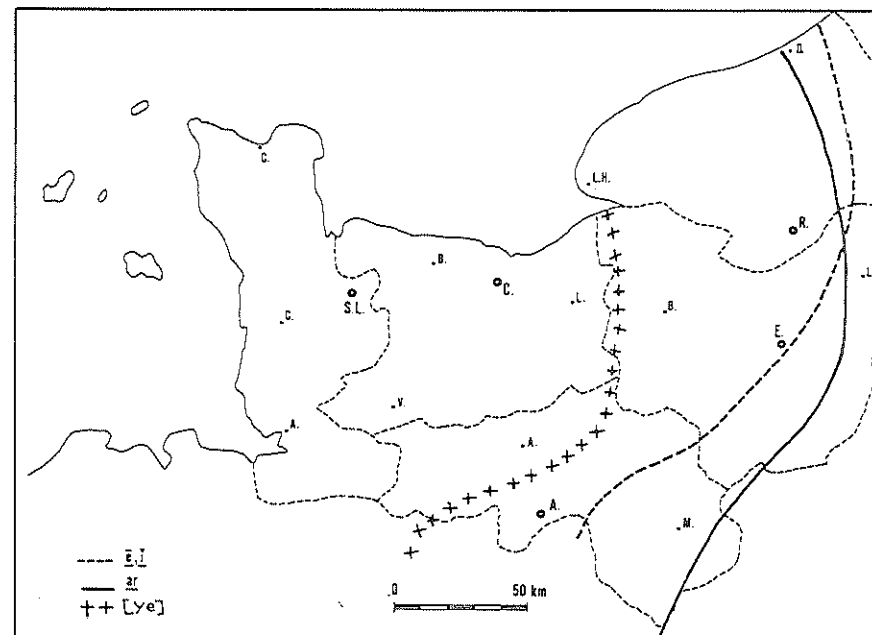 D.
C.
L.H.
R.
B.
C.
S.L.
C.
L.
B.
L
E.
V.
A.
A.
A.
M.
ē, ī
ar
[ye]
0 50 km